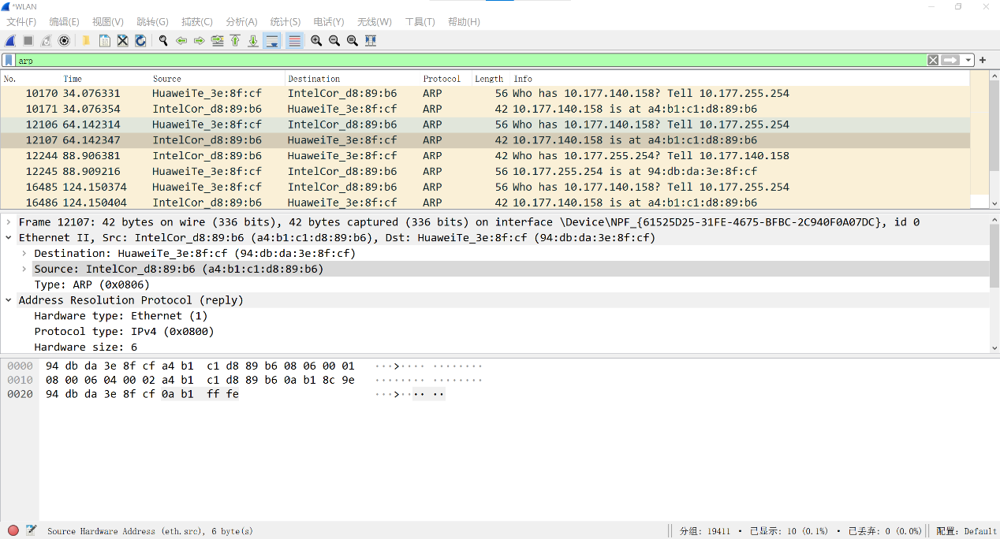 *WLAN
文件(F) 编辑(E) 视图(V) 跳转(G) 捕获(C) 分析(A) 统计(S) 电话(Y) 无线(W) 工具(T) 帮助(H)
arp
No. Time Source Destination Protocol Length Info
10170 34.076331 HuaweiTe_3e:8f:cf IntelCor_d8:89:b6 ARP 56 Who has 10.177.140.158? Tell 10.177.255.254
10171 34.076354 IntelCor_d8:89:b6 HuaweiTe_3e:8f:cf ARP 42 10.177.140.158 is at a4:b1:c1:d8:89:b6
12106 64.142314 HuaweiTe_3e:8f:cf IntelCor_d8:89:b6 ARP 56 Who has 10.177.140.158? Tell 10.177.255.254
12107 64.142347 IntelCor_d8:89:b6 HuaweiTe_3e:8f:cf ARP 42 10.177.140.158 is at a4:b1:c1:d8:89:b6
12244 88.906381 IntelCor_d8:89:b6 HuaweiTe_3e:8f:cf ARP 42 Who has 10.177.255.254? Tell 10.177.140.158
12245 88.909216 HuaweiTe_3e:8f:cf IntelCor_d8:89:b6 ARP 56 10.177.255.254 is at 94:db:da:3e:8f:cf
16485 124.150374 HuaweiTe_3e:8f:cf IntelCor_d8:89:b6 ARP 56 Who has 10.177.140.158? Tell 10.177.255.254
16486 124.150404 IntelCor_d8:89:b6 HuaweiTe_3e:8f:cf ARP 42 10.177.140.158 is at a4:b1:c1:d8:89:b6
Frame 12107: 42 bytes on wire (336 bits), 42 bytes captured (336 bits) on interface \Device\NPF_{61525D25-31FE-4675-BFBC-2C940F0A07DC}, id 0
Ethernet II, Src: IntelCor_d8:89:b6 (a4:b1:c1:d8:89:b6), Dst: HuaweiTe_3e:8f:cf (94:db:da:3e:8f:cf)
Destination: HuaweiTe_3e:8f:cf (94:db:da:3e:8f:cf)
Source: IntelCor_d8:89:b6 (a4:b1:c1:d8:89:b6)
Type: ARP (0x0806)
Address Resolution Protocol (reply)
Hardware type: Ethernet (1)
Protocol type: IPv4 (0x0800)
Hardware size: 6
0000 94 db da 3e 8f cf a4 b1 c1 d8 89 b6 08 06 00 01 ···>···· ········
0010 08 00 06 04 00 02 a4 b1 c1 d8 89 b6 0a b1 8c 9e ········ ········
0020 94 db da 3e 8f cf 0a b1 ff fe ···>···· ··
Source Hardware Address (eth.src), 6 byte(s) 分组: 19411 · 已显示: 10 (0.1%) · 已丢弃: 0 (0.0%) 配置: Default